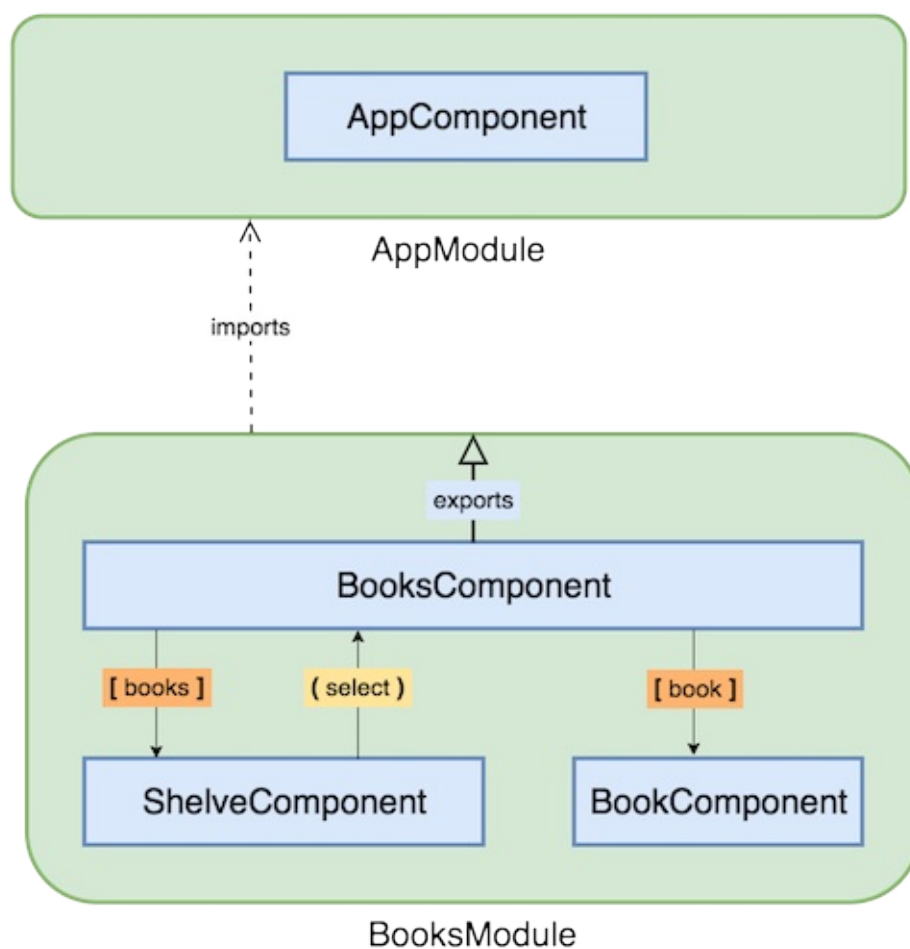 AppComponent
AppModule
imports
exports
BooksComponent
[ books ]
( select )
[ book ]
ShelveComponent
BookComponent
BooksModule